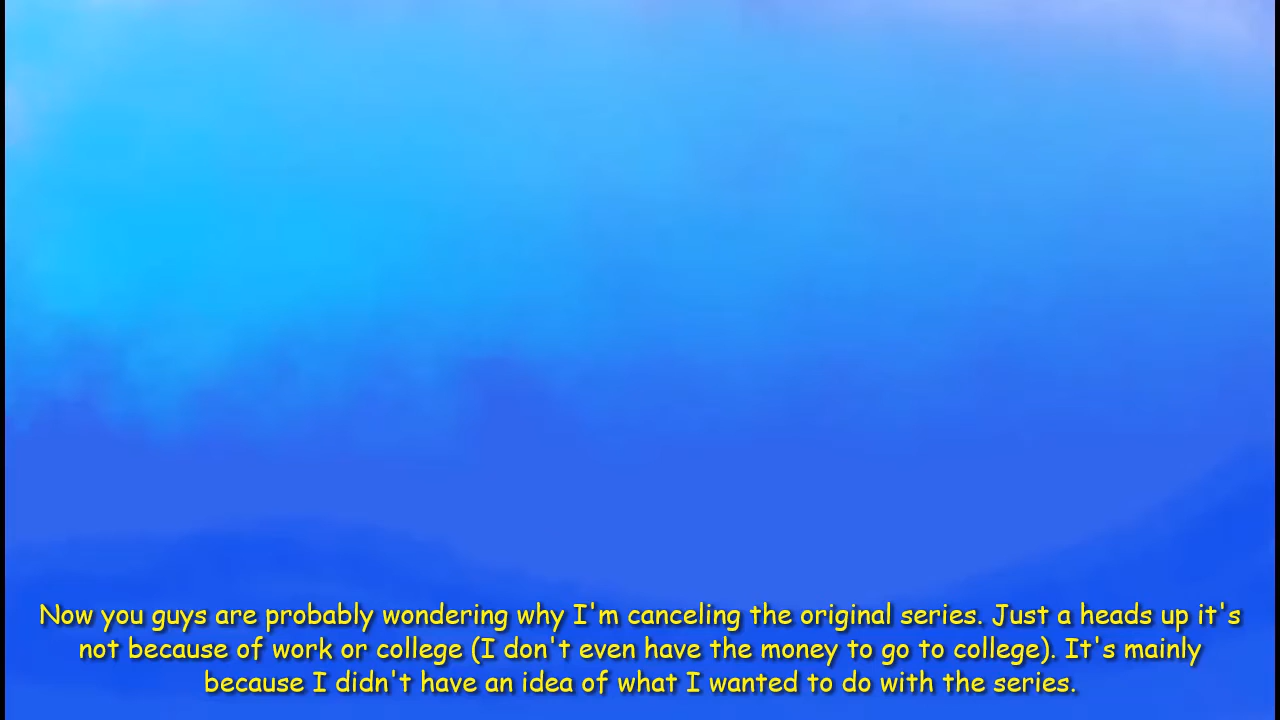 Now you guys are probably wondering why I'm canceling the original series. Just a heads up it's
not because of work or college (I don't even have the money to go to college). It's mainly
because I didn't have an idea of what I wanted to do with the series.